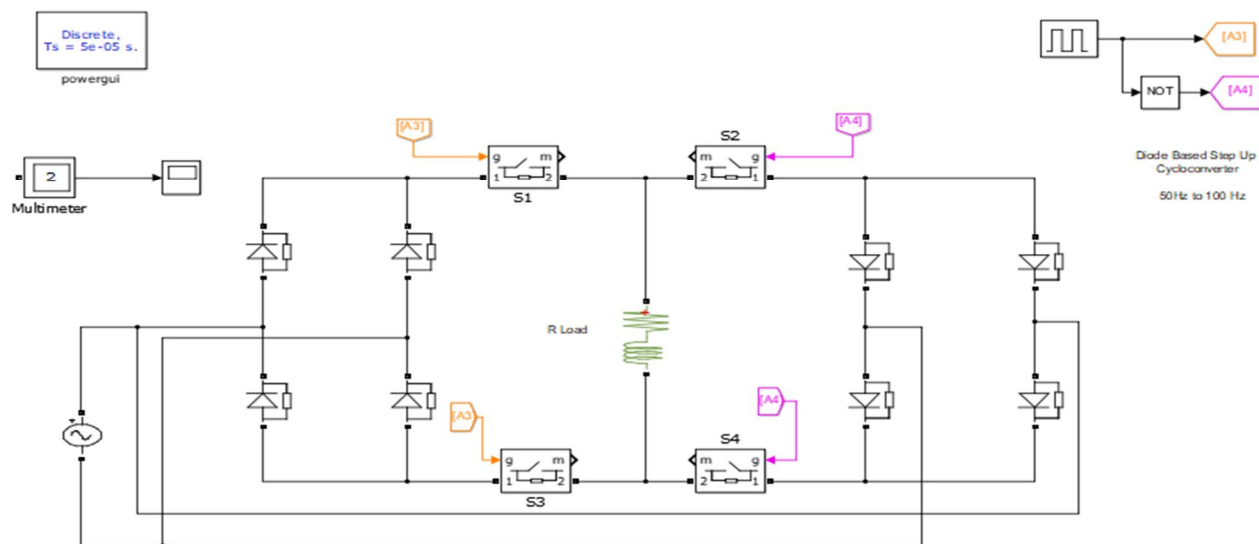 Discrete,
Ts = 5e-05 s.
powergui
[A3]
NOT
[A4]
Diode Based Step Up
Cycloconverter
50Hz to 100 Hz
2
Multimeter
[A3]
g
m
1
2
S1
S2
[A4]
m
g
2
1
R Load
[A3]
g
m
1
2
S3
[A4]
S4
m
g
2
1